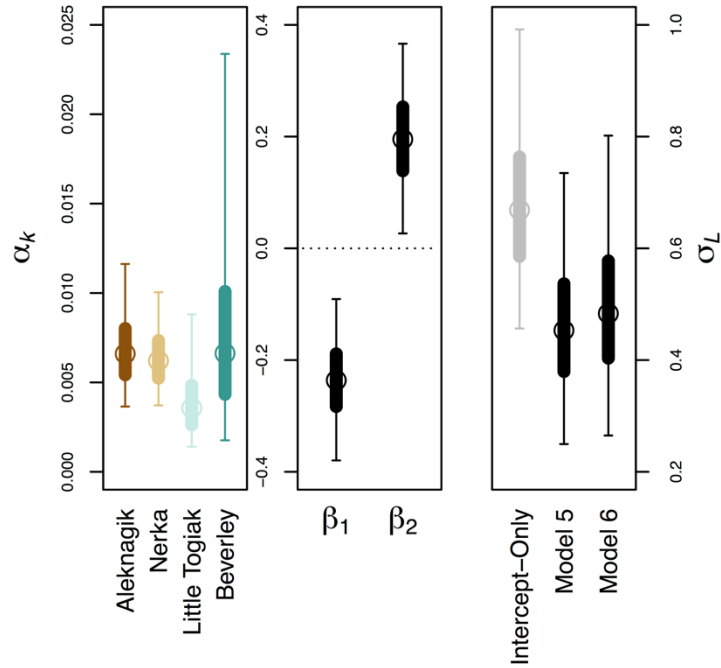 α_k
0.025
0.020
0.015
0.010
0.005
0.000
Aleknagik
Nerka
Little Togiak
Beverley
0.4
0.2
0.0
−0.2
−0.4
β₁
β₂
1.0
0.8
0.6
0.4
0.2
σ_L
Intercept−Only
Model 5
Model 6